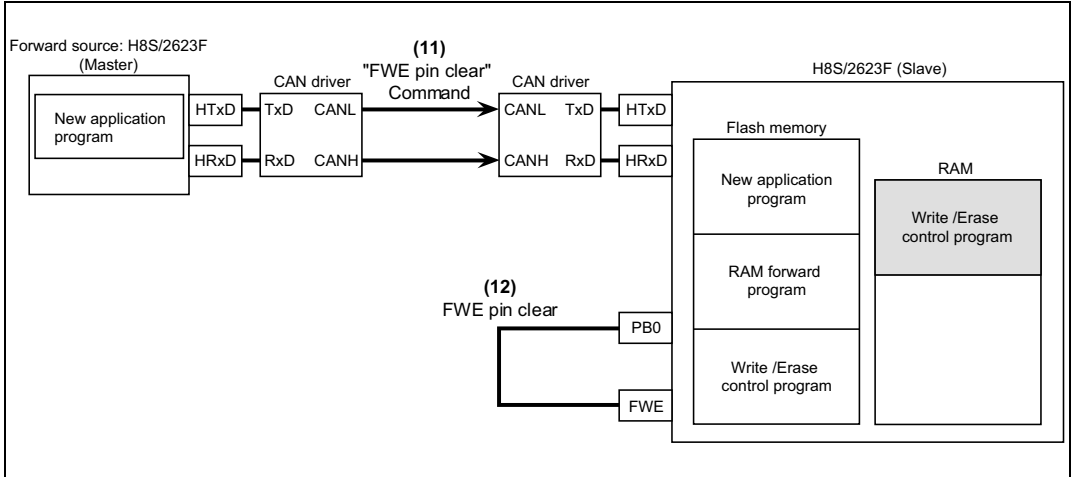 Forward source: H8S/2623F
(Master)
New application
program
HTxD
HRxD
CAN driver
TxD CANL
RxD CANH
(11)
"FWE pin clear"
Command
CAN driver
CANL TxD
CANH RxD
HTxD
HRxD
H8S/2623F (Slave)
Flash memory
New application
program
RAM forward
program
Write /Erase
control program
RAM
Write /Erase
control program
(12)
FWE pin clear
PB0
FWE